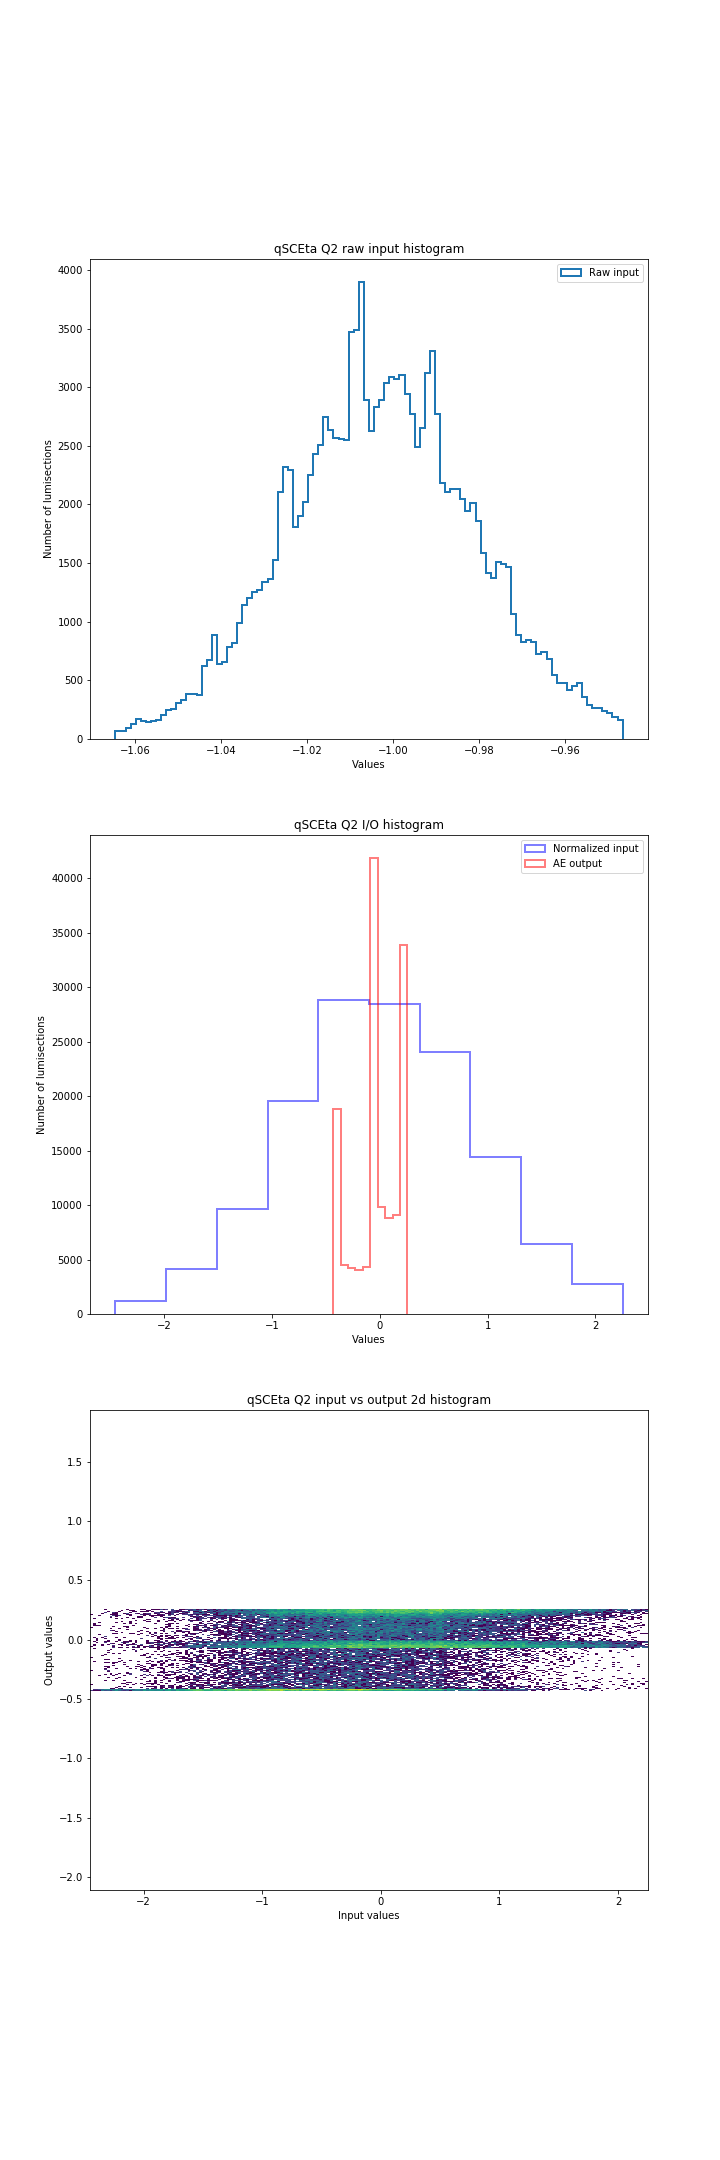 qSCEta Q2 raw input histogram
4000
3500
3000
2500
2000
1500
1000
500
0
Number of lumisections
Raw input
−1.06 −1.04 −1.02 −1.00 −0.98 −0.96
Values
qSCEta Q2 I/O histogram
40000
35000
30000
25000
20000
15000
10000
5000
0
Number of lumisections
Normalized input
AE output
−2 −1 0 1 2
Values
qSCEta Q2 input vs output 2d histogram
1.5
1.0
0.5
0.0
−0.5
−1.0
−1.5
−2.0
Output values
−2 −1 0 1 2
Input values